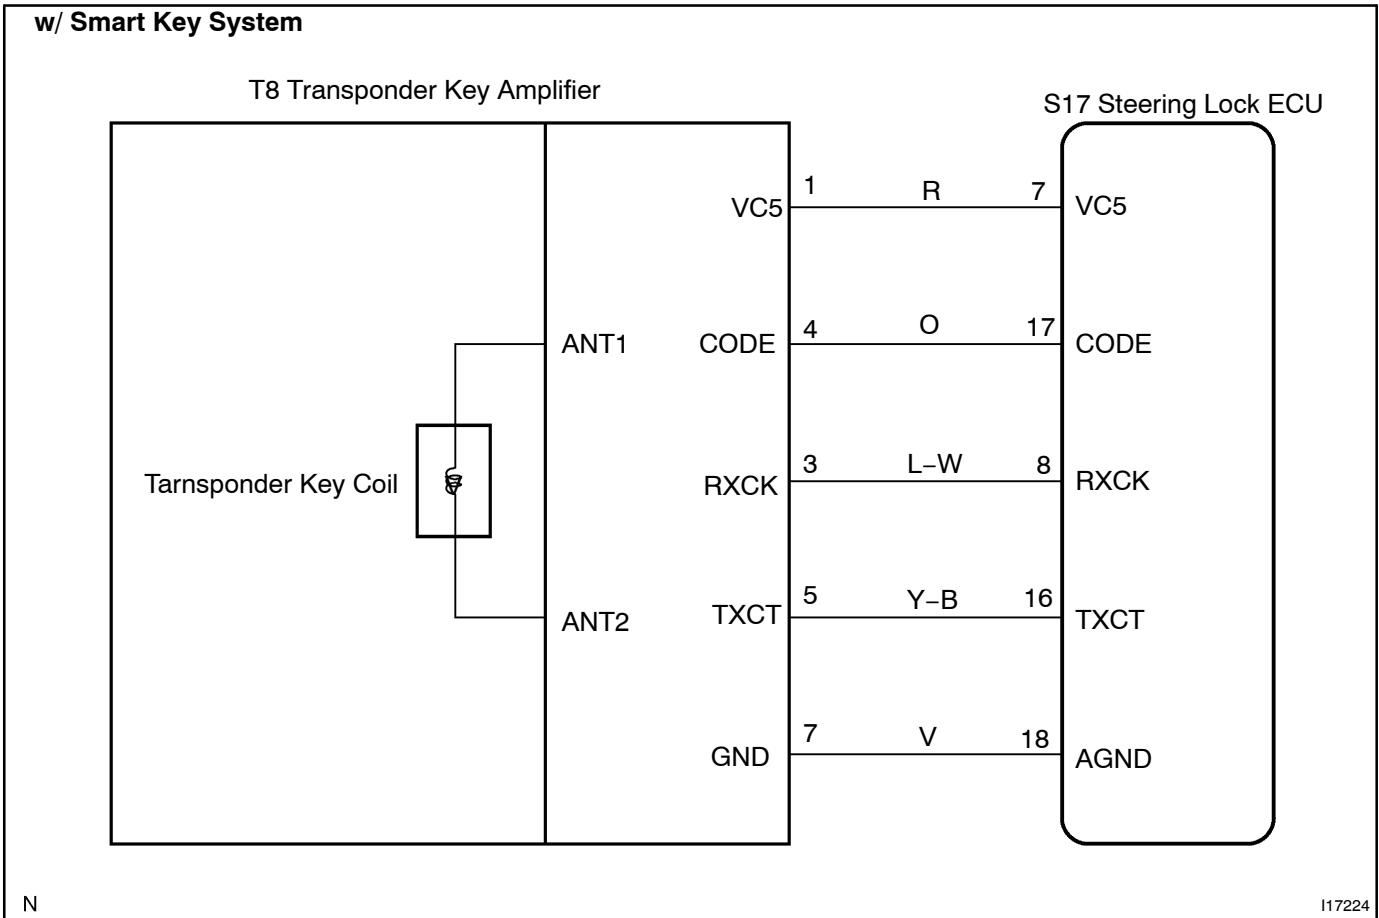 w/ Smart Key System
T8 Transponder Key Amplifier
S17 Steering Lock ECU
VC5 1 R 7 VC5
ANT1 CODE 4 O 17 CODE
Tarnsponder Key Coil RXCK 3 L−W 8 RXCK
ANT2 TXCT 5 Y−B 16 TXCT
GND 7 V 18 AGND
N I17224